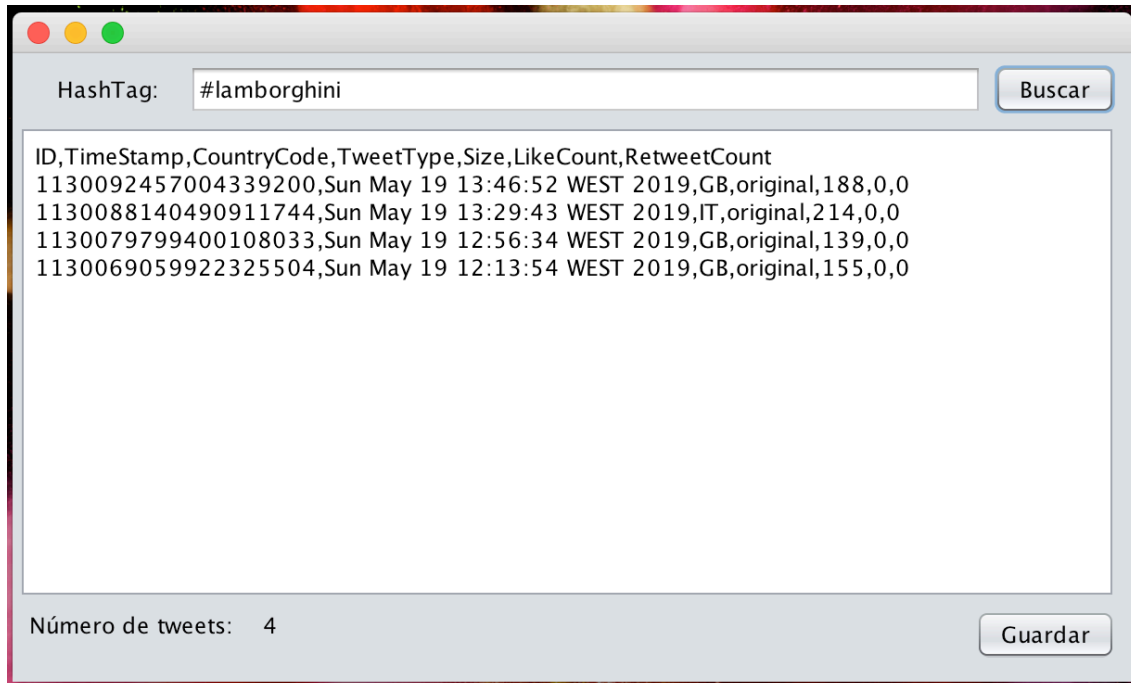 HashTag: #lamborghini Buscar
ID,TimeStamp,CountryCode,TweetType,Size,LikeCount,RetweetCount
1130092457004339200,Sun May 19 13:46:52 WEST 2019,GB,original,188,0,0
1130088140490911744,Sun May 19 13:29:43 WEST 2019,IT,original,214,0,0
1130079799400108033,Sun May 19 12:56:34 WEST 2019,GB,original,139,0,0
1130069059922325504,Sun May 19 12:13:54 WEST 2019,GB,original,155,0,0
Número de tweets: 4 Guardar